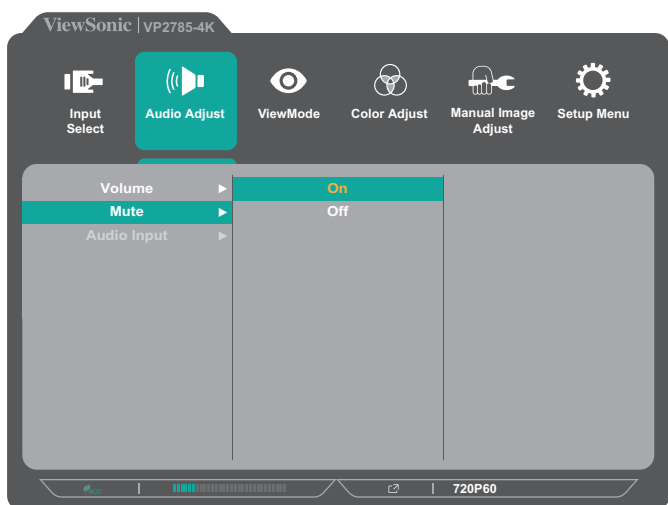 ViewSonic | VP2785-4K
Input Select
Audio Adjust
ViewMode
Color Adjust
Manual Image Adjust
Setup Menu
Volume
On
Mute
Off
Audio Input
720P60